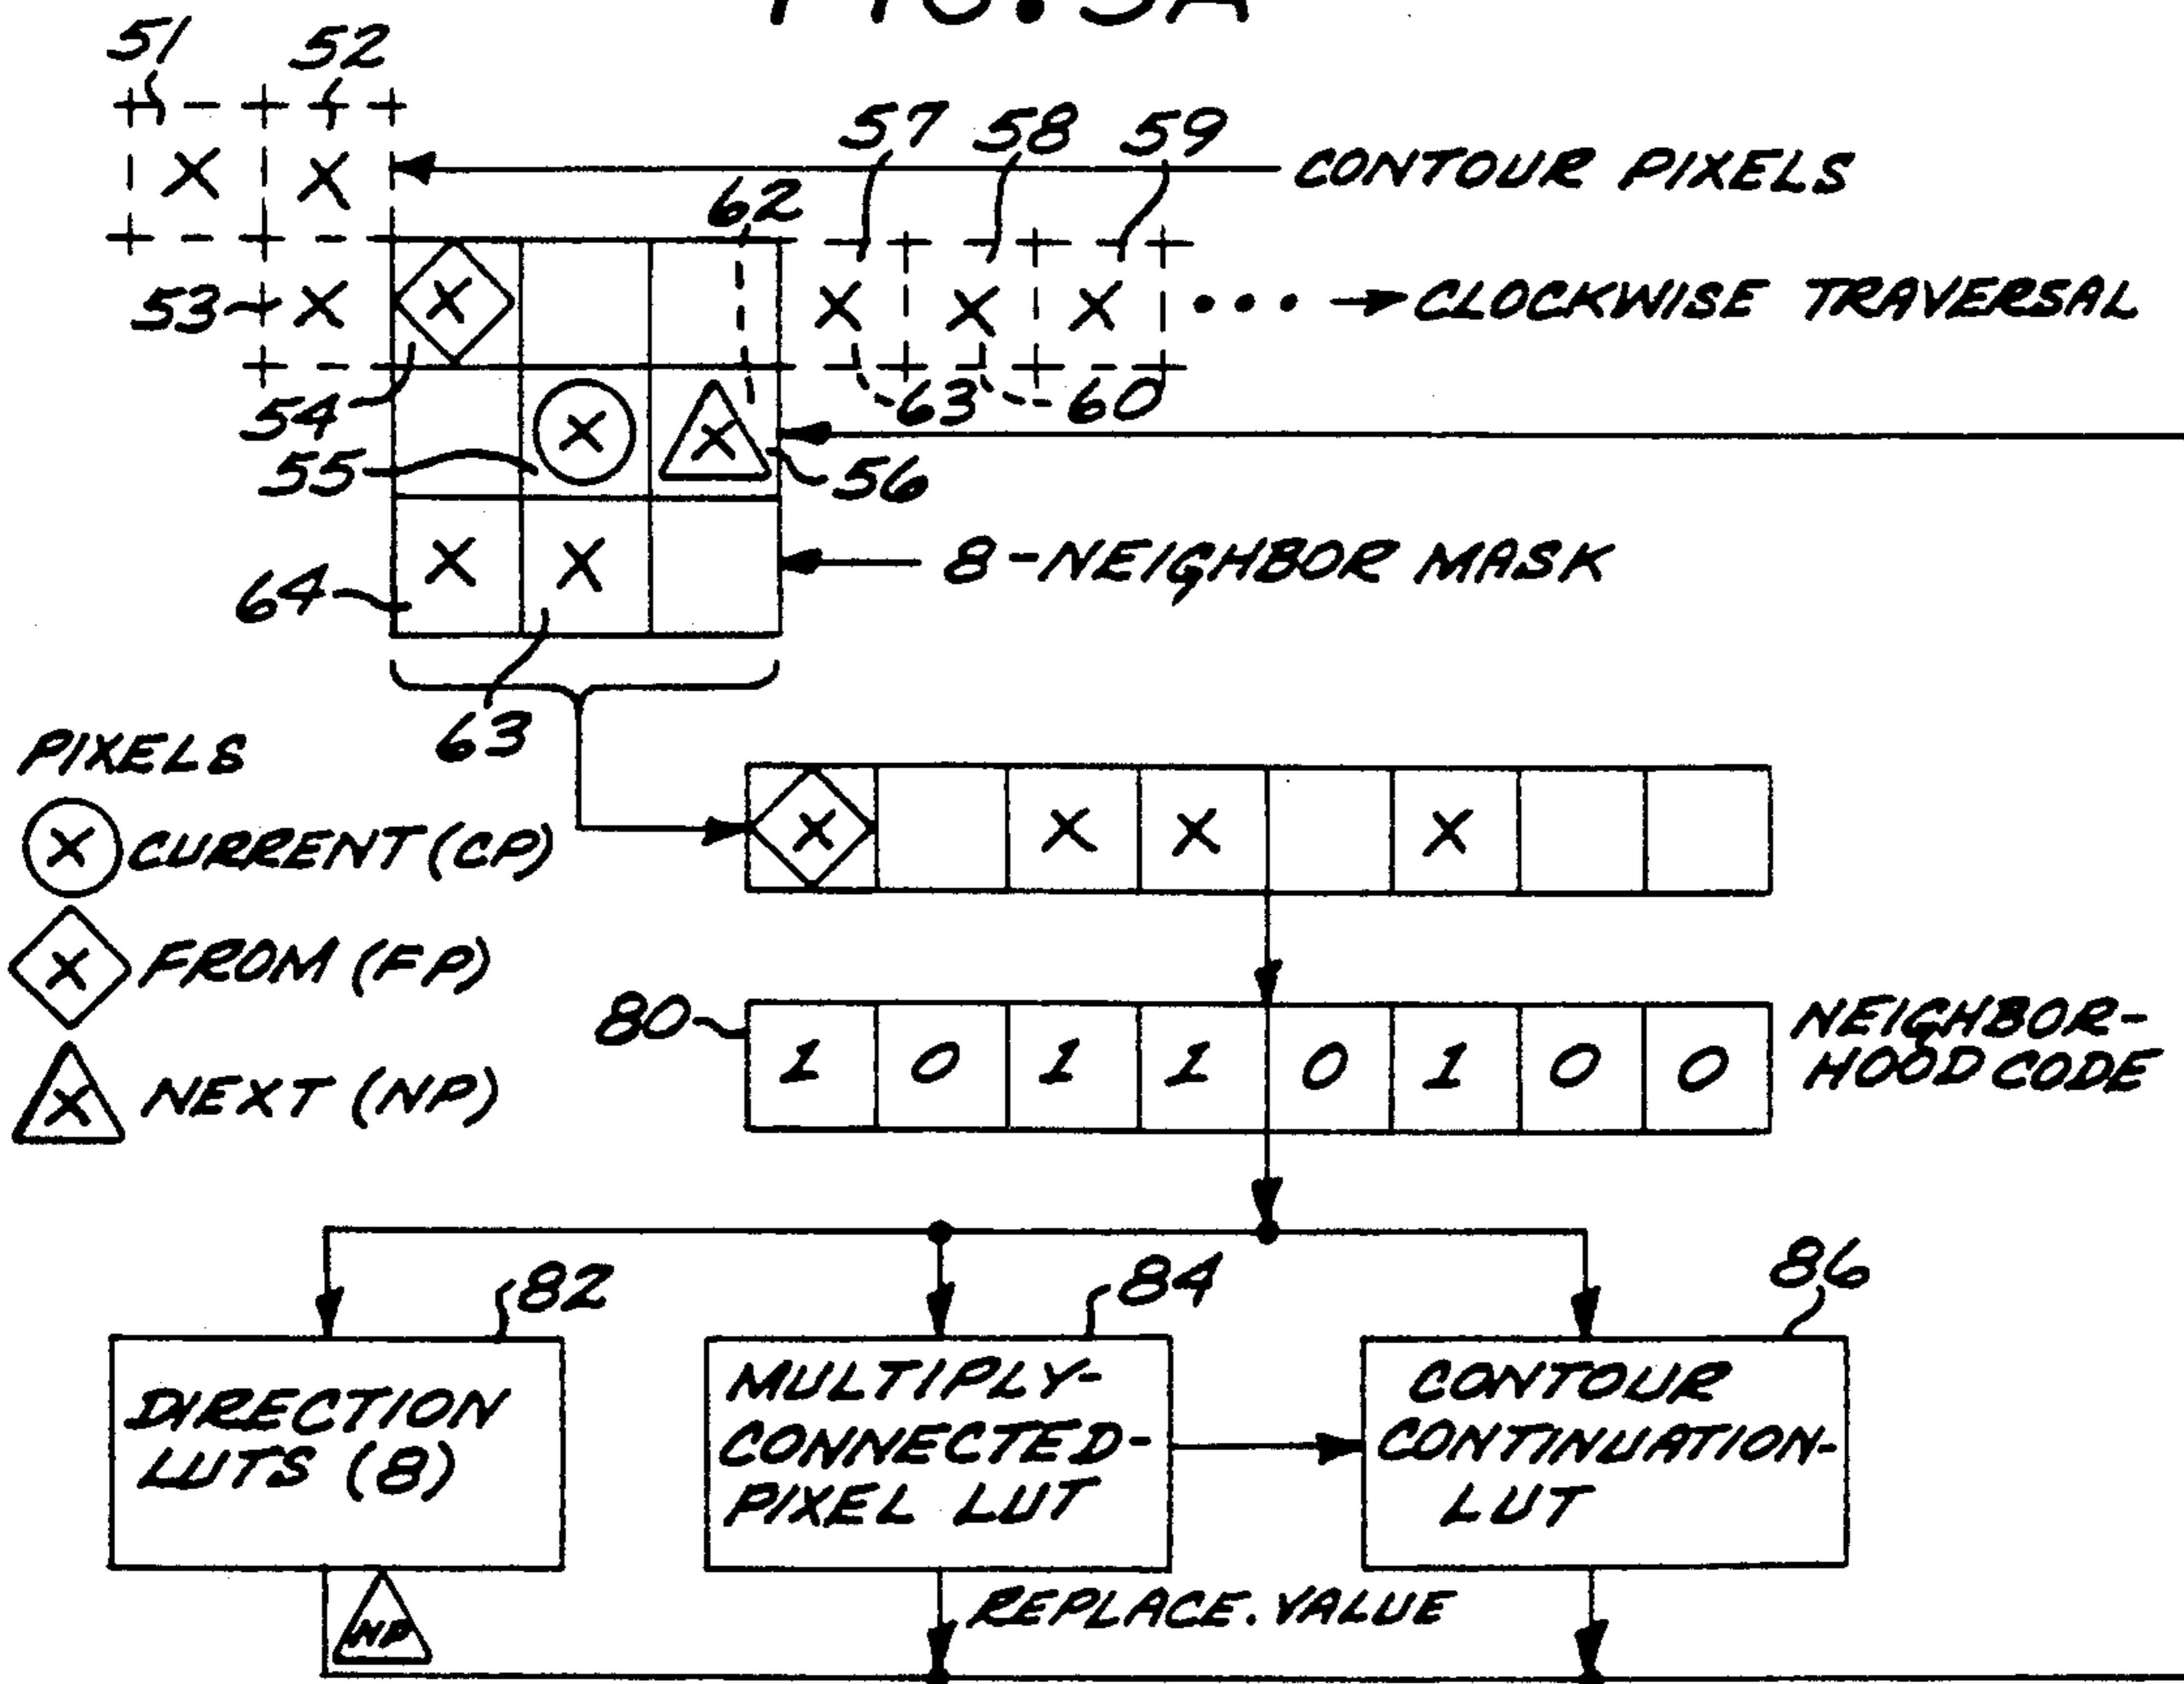 FIG. 5A
51 52
57 58 59
CONTOUR PIXELS
62
X X
53 X X X X X ••• → CLOCKWISE TRAVERSAL
54 63 60
55 X X 56
64 X X 8-NEIGHBOR MASK
63
PIXELS
X CURRENT (CP)
X X X X
X FROM (FP)
80 1 0 1 1 0 1 0 0
NEIGHBOR-
HOOD CODE
X NEXT (NP)
82 84 86
DIRECTION
LUTS (8)
MULTIPLY-
CONNECTED-
PIXEL LUT
CONTOUR
CONTINUATION-
LUT
NP
REPLACE. VALUE